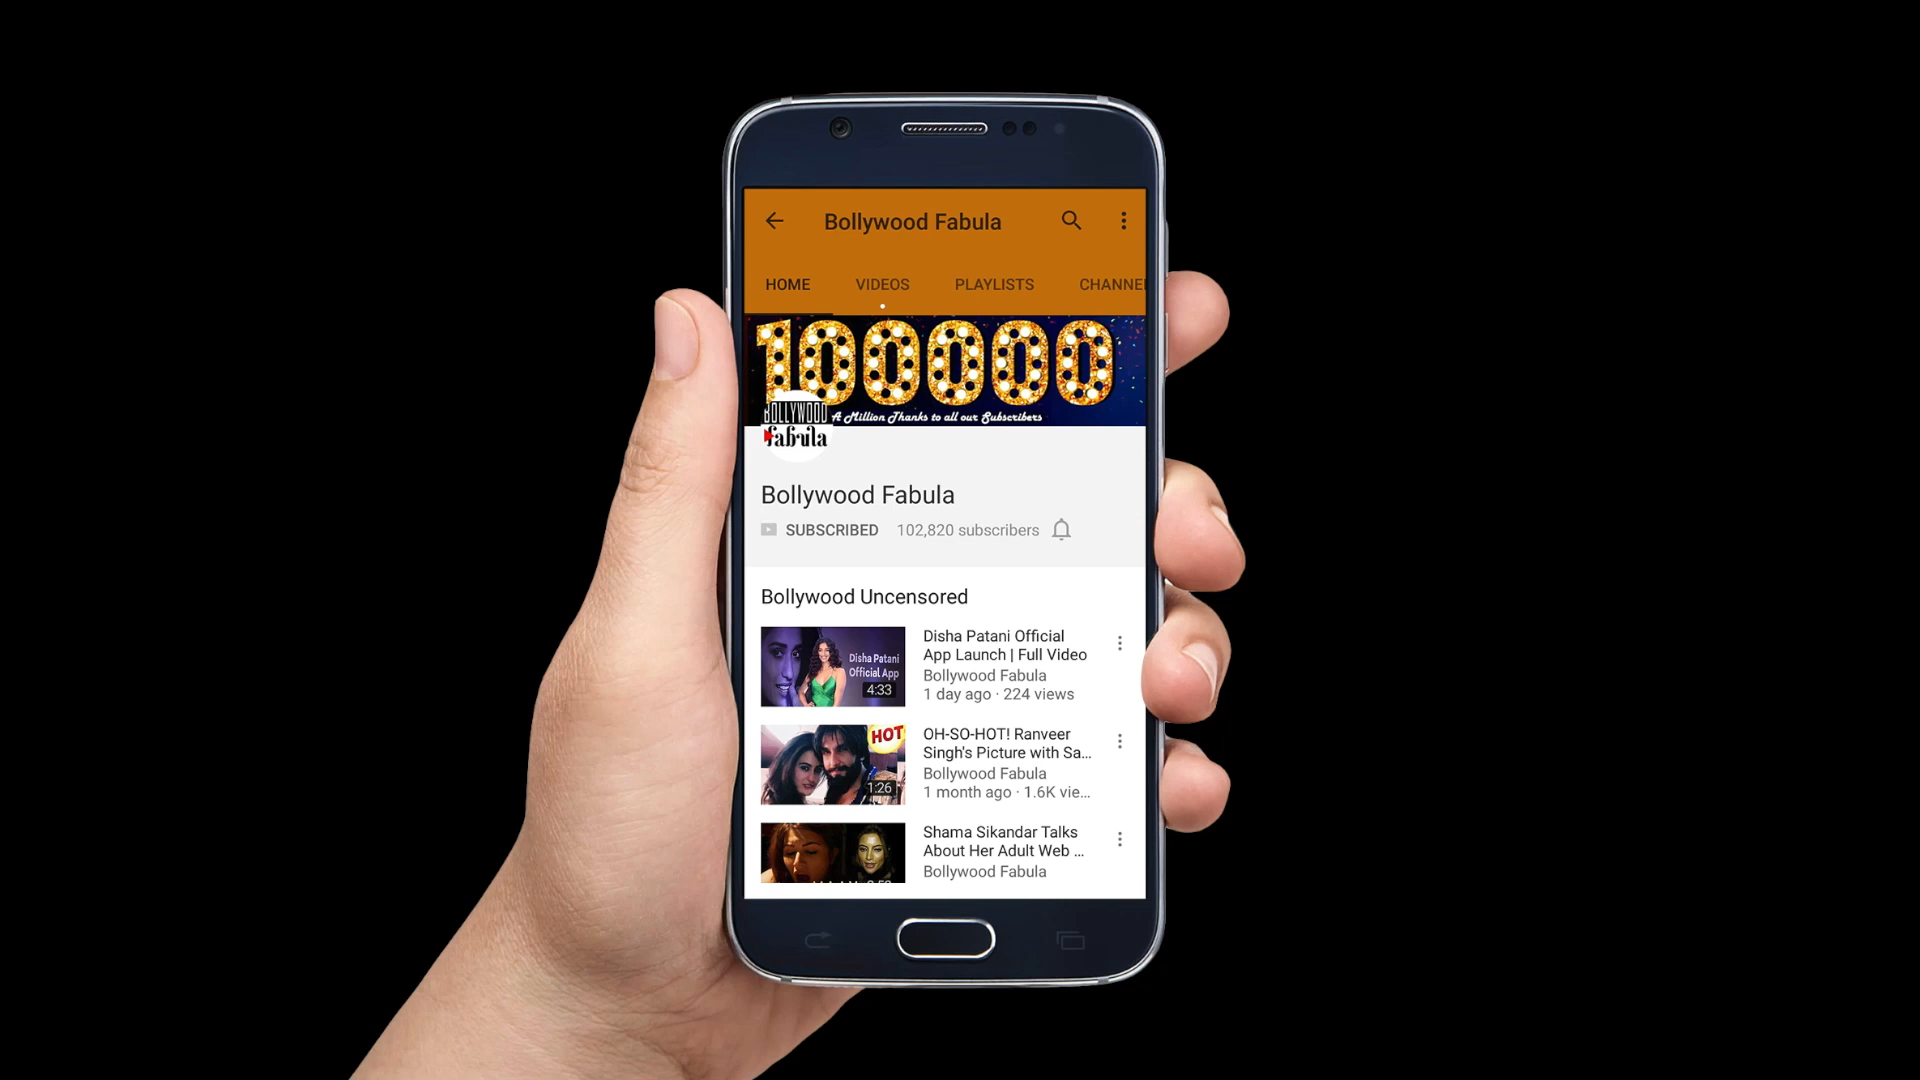 Bollywood Fabula
HOME VIDEOS PLAYLISTS CHANNE
100000
A Million Thanks to all our Subscribers
BOLLYWOOD
fabula
Bollywood Fabula
SUBSCRIBED 102,820 subscribers
Bollywood Uncensored
Disha Patani
Official App
4:33
Disha Patani Official
App Launch | Full Video
Bollywood Fabula
1 day ago · 224 views
HOT
1:26
OH-SO-HOT! Ranveer
Singh's Picture with Sa...
Bollywood Fabula
1 month ago · 1.6K vie...
Shama Sikandar Talks
About Her Adult Web ...
Bollywood Fabula